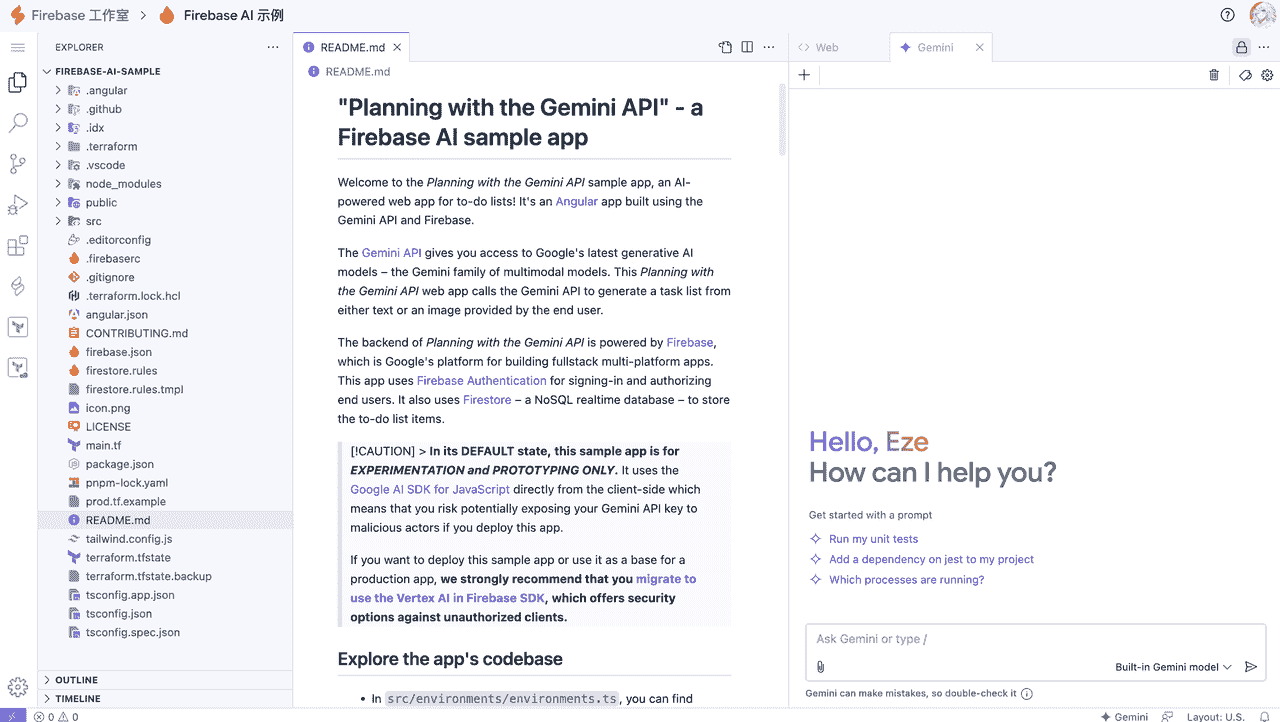 Firebase 工作室 > Firebase AI 示例
EXPLORER
FIREBASE-AI-SAMPLE
.angular
.github
.idx
.terraform
.vscode
node_modules
public
src
.editorconfig
.firebaserc
.gitignore
.terraform.lock.hcl
angular.json
CONTRIBUTING.md
firebase.json
firestore.rules
firestore.rules.tmpl
icon.png
LICENSE
main.tf
package.json
pnpm-lock.yaml
prod.tf.example
README.md
tailwind.config.js
terraform.tfstate
terraform.tfstate.backup
tsconfig.app.json
tsconfig.json
tsconfig.spec.json
OUTLINE
TIMELINE
README.md
README.md
"Planning with the Gemini API" - a
Firebase AI sample app
Welcome to the Planning with the Gemini API sample app, an AI-
powered web app for to-do lists! It's an Angular app built using the
Gemini API and Firebase.
The Gemini API gives you access to Google's latest generative AI
models – the Gemini family of multimodal models. This Planning with
the Gemini API web app calls the Gemini API to generate a task list from
either text or an image provided by the end user.
The backend of Planning with the Gemini API is powered by Firebase,
which is Google's platform for building fullstack multi-platform apps.
This app uses Firebase Authentication for signing-in and authorizing
end users. It also uses Firestore – a NoSQL realtime database – to store
the to-do list items.
[!CAUTION] > In its DEFAULT state, this sample app is for
EXPERIMENTATION and PROTOTYPING ONLY. It uses the
Google AI SDK for JavaScript directly from the client-side which
means that you risk potentially exposing your Gemini API key to
malicious actors if you deploy this app.
If you want to deploy this sample app or use it as a base for a
production app, we strongly recommend that you migrate to
use the Vertex AI in Firebase SDK, which offers security
options against unauthorized clients.
Explore the app's codebase
• In src/environments/environments.ts, you can find
Web
Gemini
Hello, Eze
How can I help you?
Get started with a prompt
Run my unit tests
Add a dependency on jest to my project
Which processes are running?
Ask Gemini or type /
Built-in Gemini model
Gemini can make mistakes, so double-check it
0 0
Gemini
Layout: U.S.